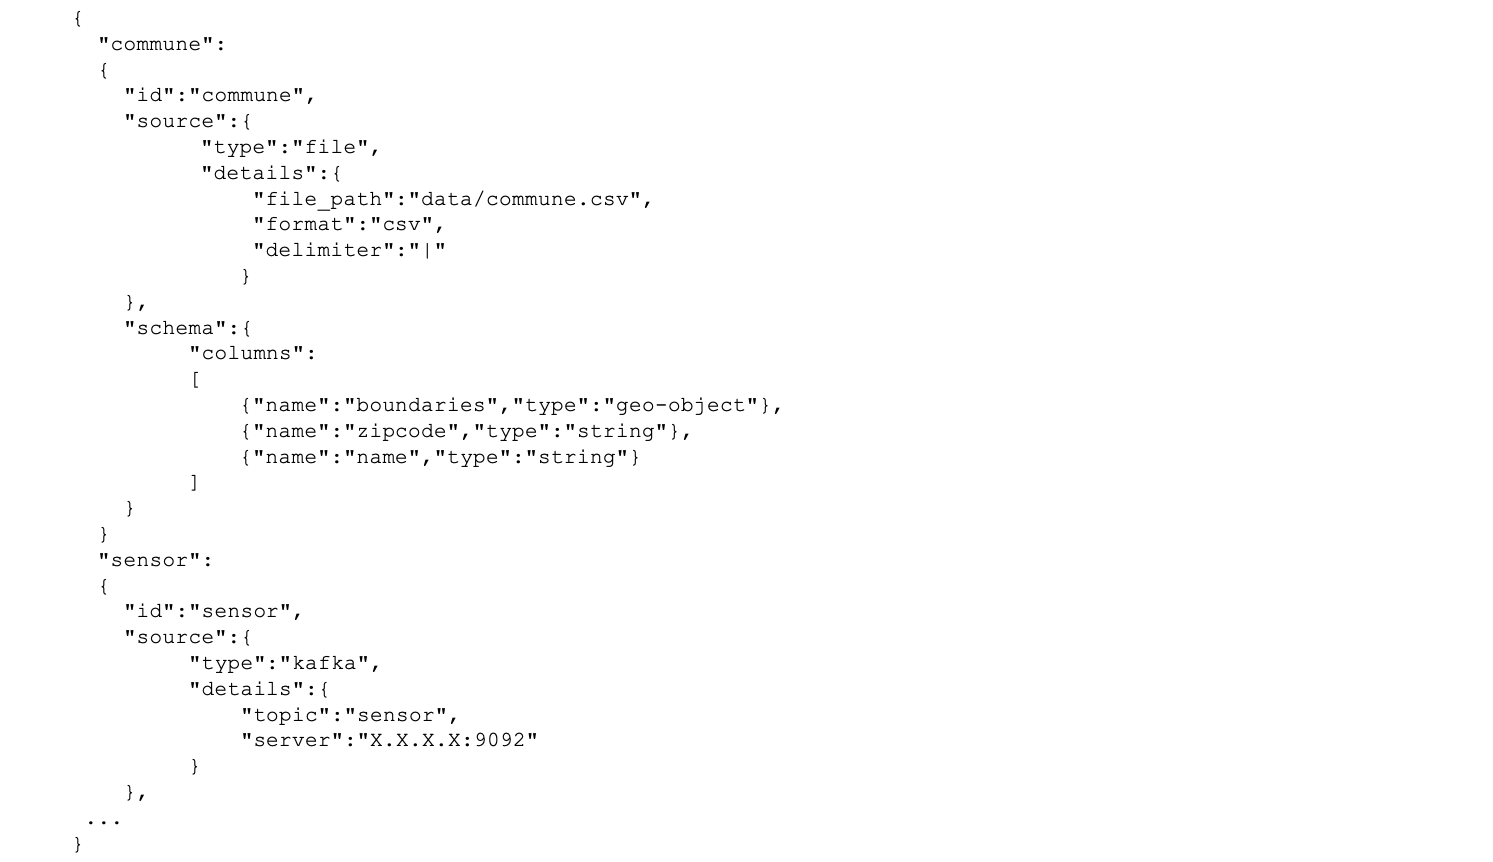 {
"commune":
{
"id":"commune",
"source":{
"type":"file",
"details":{
"file_path":"data/commune.csv",
"format":"csv",
"delimiter":"|"
}
},
"schema":{
"columns":
[
{"name":"boundaries","type":"geo-object"},
{"name":"zipcode","type":"string"},
{"name":"name","type":"string"}
]
}
}
"sensor":
{
"id":"sensor",
"source":{
"type":"kafka",
"details":{
"topic":"sensor",
"server":"X.X.X.X:9092"
}
},
...
}